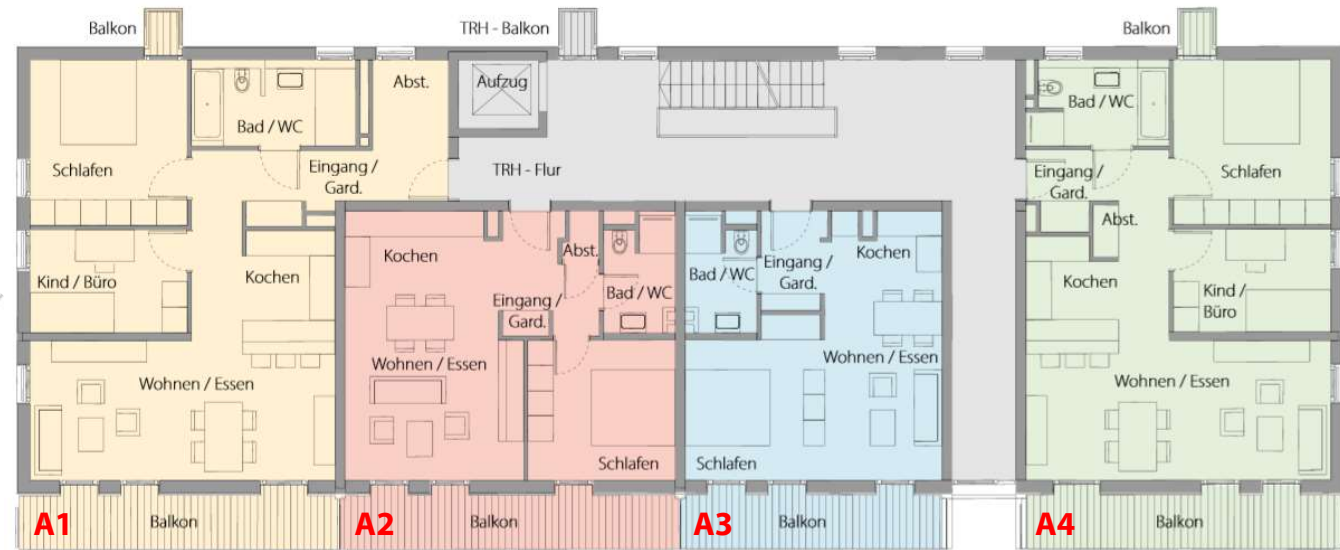 Balkon
TRH - Balkon
Balkon
Abst.
Aufzug
Bad / WC
Bad / WC
Schlafen
Eingang /
Gard.
TRH - Flur
Eingang /
Gard.
Schlafen
Abst.
Kind / Büro
Kochen
Kochen
Abst.
Eingang /
Gard.
Bad / WC
Bad / WC
Eingang /
Gard.
Kochen
Kochen
Kind /
Büro
Wohnen / Essen
Wohnen / Essen
Wohnen / Essen
Wohnen / Essen
Schlafen
Schlafen
A1
Balkon
A2
Balkon
A3
Balkon
A4
Balkon